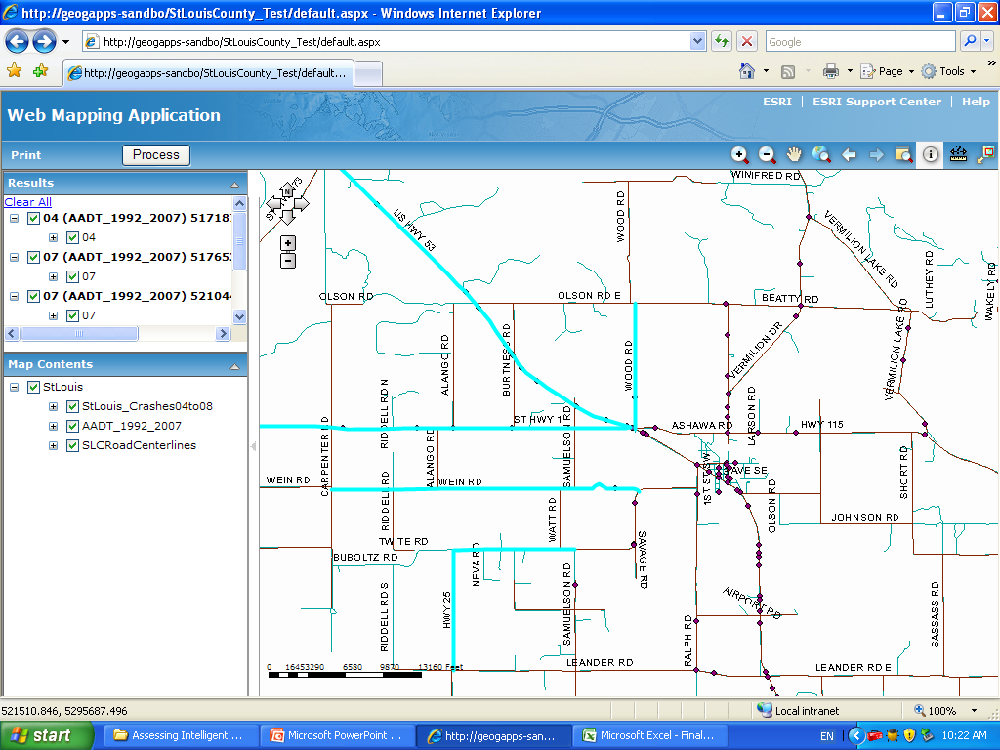 http://geogapps-sandbo/StLouisCounty_Test/default.aspx - Windows Internet Explorer
http://geogapps-sandbo/StLouisCounty_Test/default.aspx
Google
http://geogapps-sandbo/StLouisCounty_Test/default...
Page
Tools
ESRI | ESRI Support Center | Help
Web Mapping Application
Print
Process
Results
Clear All
04 (AADT_1992_2007) 51718
04
07 (AADT_1992_2007) 51765
07
07 (AADT_1992_2007) 52104
07
Map Contents
StLouis
StLouis_Crashes04to08
AADT_1992_2007
SLCRoadCenterlines
N
WINIFRED RD
US HWY 53
WOOD RD
VERMILION LAKE RD
LUTHEY RD
WAKELY RD
OLSON RD
OLSON RD E
BEATTY RD
ALANGO RD
BURTNESS RD
WOOD RD
VERMILION DR
VERMILION LAKE RD
RIDDELL RD N
ST HWY 1
ASHAWA RD
LARSON RD
HWY 115
CARPENTER RD
ALANGO RD
SAMUELSON RD
WEIN RD
WEIN RD
1ST ST SW
AVE SE
SHORT RD
RIDDELL RD
WATT RD
OLSON RD
JOHNSON RD
TWITE RD
BUBOLTZ RD
NEVA RD
SAVAGE RD
HWY 25
RIDDELL RD S
SAMUELSON RD
AIRPORT RD
RALPH RD
SASSASS RD
LEANDER RD
LEANDER RD E
0 1645 3290 6580 9870 13160 Feet
521510.846, 5295687.496
Local intranet
100%
start
Assessing Intelligent ...
Microsoft PowerPoint ...
http://geogapps-san...
Microsoft Excel - Final...
EN
10:22 AM